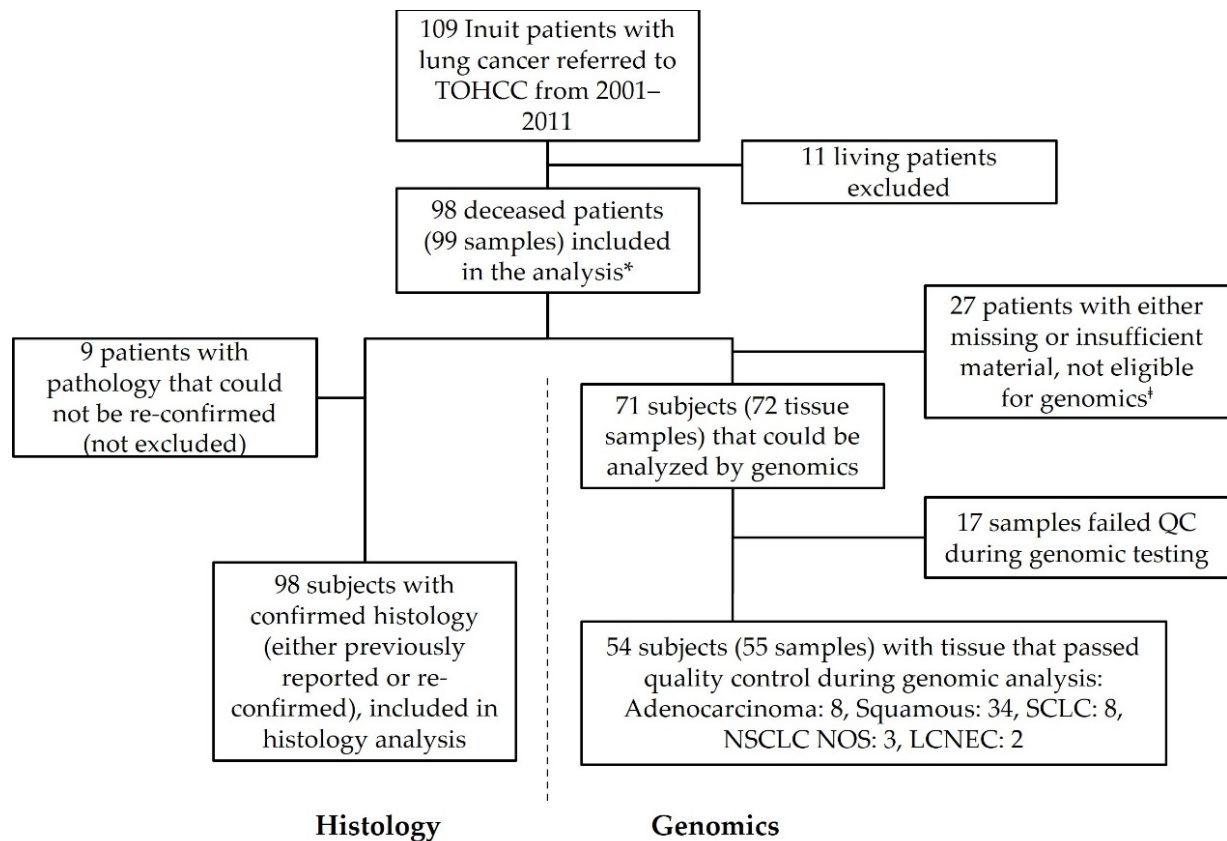 109 Inuit patients with
lung cancer referred to
TOHCC from 2001–
2011
11 living patients
excluded
98 deceased patients
(99 samples) included
in the analysis*
27 patients with either
missing or insufficient
material, not eligible
for genomicsǂ
9 patients with
pathology that could
not be re-confirmed
(not excluded)
71 subjects (72 tissue
samples) that could be
analyzed by genomics
17 samples failed QC
during genomic testing
98 subjects with
confirmed histology
(either previously
reported or re-
confirmed), included in
histology analysis
54 subjects (55 samples) with tissue that passed
quality control during genomic analysis:
Adenocarcinoma: 8, Squamous: 34, SCLC: 8,
NSCLC NOS: 3, LCNEC: 2
Histology
Genomics